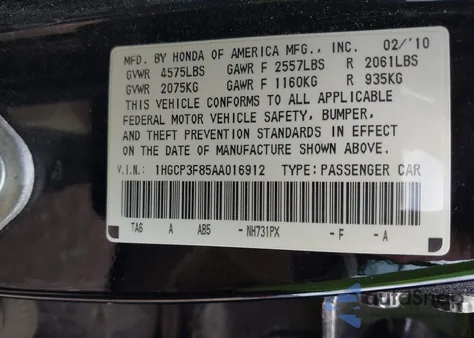 MFD. BY HONDA OF AMERICA MFG., INC. 02/'10
GVWR 4575LBS GAWR F 2557LBS R 2061LBS
GVWR 2075KG GAWR F 1160KG R 935KG
THIS VEHICLE CONFORMS TO ALL APPLICABLE
FEDERAL MOTOR VEHICLE SAFETY, BUMPER,
AND THEFT PREVENTION STANDARDS IN EFFECT
ON THE DATE OF MANUFACTURE SHOWN ABOVE.
V.I.N.: 1HGCP3F85AA016912 TYPE: PASSENGER CAR
TA6 A AB5 - NH731PX - F - A
autosnap